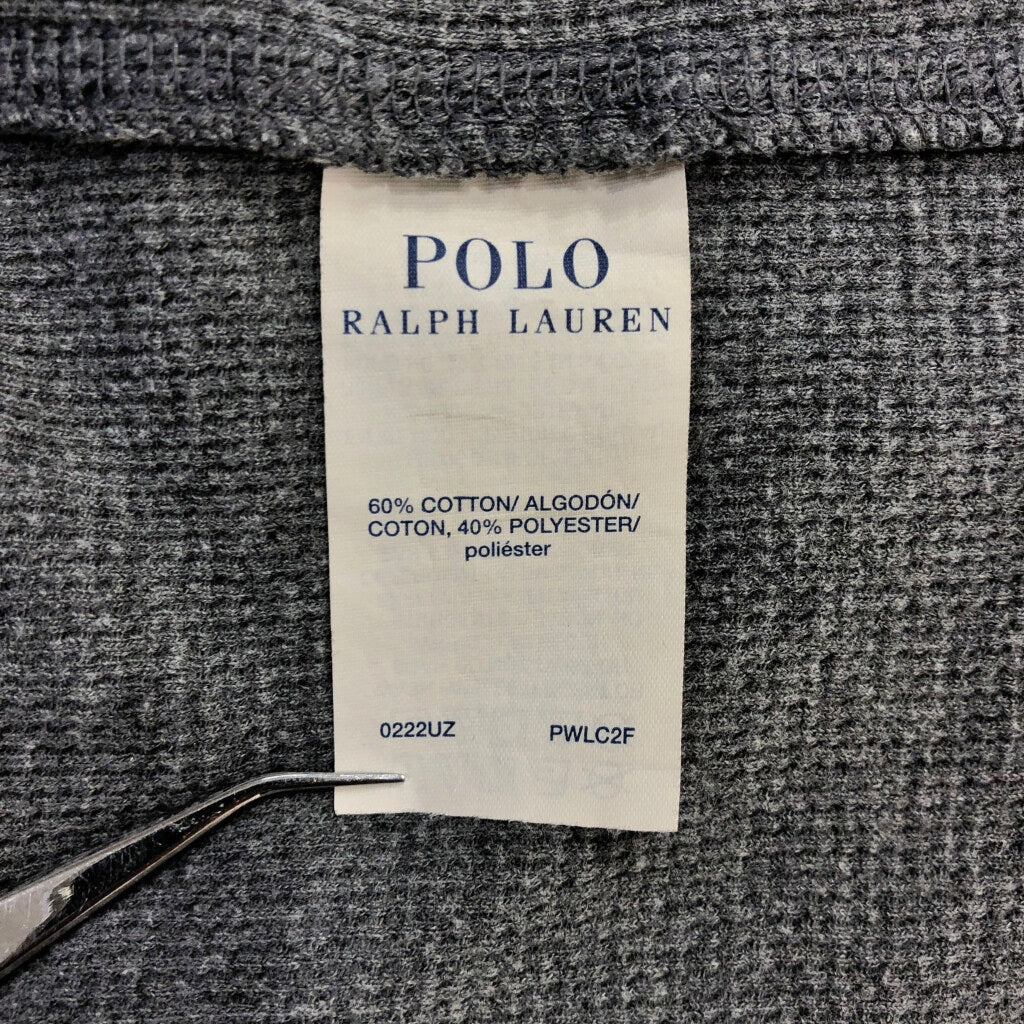 POLO
RALPH LAUREN
60% COTTON/ ALGODÓN/
COTON, 40% POLYESTER/
poliéster
0222UZ PWLC2F